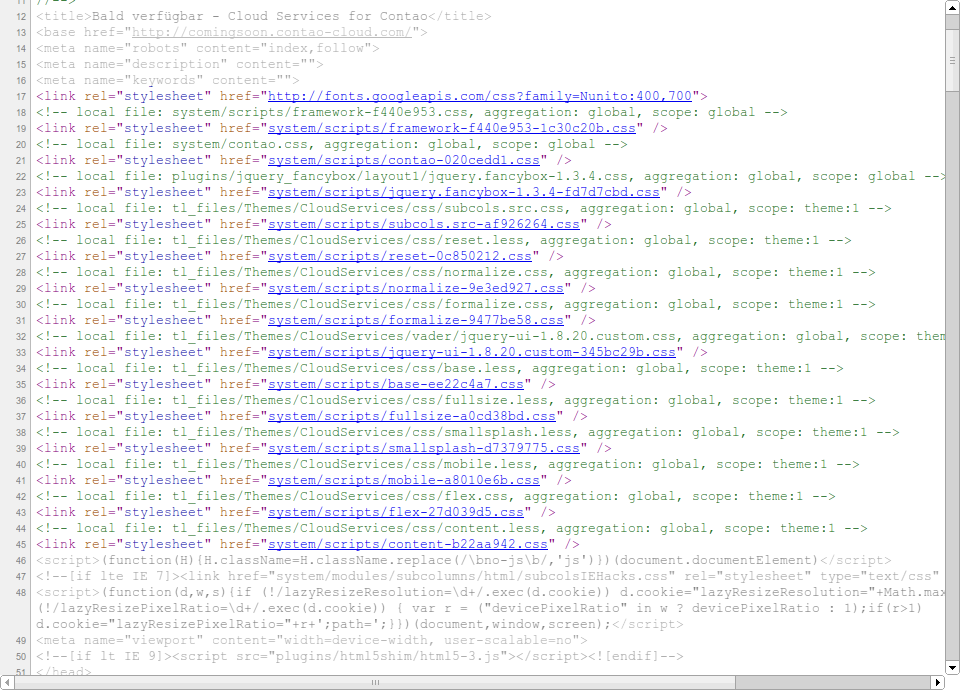 11 //-->
12 <title>Bald verfügbar - Cloud Services for Contao</title>
13 <base href="http://comingsoon.contao-cloud.com/">
14 <meta name="robots" content="index,follow">
15 <meta name="description" content="">
16 <meta name="keywords" content="">
17 <link rel="stylesheet" href="http://fonts.googleapis.com/css?family=Nunito:400,700">
18 <!-- local file: system/scripts/framework-f440e953.css, aggregation: global, scope: global -->
19 <link rel="stylesheet" href="system/scripts/framework-f440e953-1c30c20b.css" />
20 <!-- local file: system/contao.css, aggregation: global, scope: global -->
21 <link rel="stylesheet" href="system/scripts/contao-020cedd1.css" />
22 <!-- local file: plugins/jquery_fancybox/layout1/jquery.fancybox-1.3.4.css, aggregation: global, scope: global -->
23 <link rel="stylesheet" href="system/scripts/jquery.fancybox-1.3.4-fd7d7cbd.css" />
24 <!-- local file: tl_files/Themes/CloudServices/css/subcols.src.css, aggregation: global, scope: theme:1 -->
25 <link rel="stylesheet" href="system/scripts/subcols.src-af926264.css" />
26 <!-- local file: tl_files/Themes/CloudServices/css/reset.less, aggregation: global, scope: theme:1 -->
27 <link rel="stylesheet" href="system/scripts/reset-0c850212.css" />
28 <!-- local file: tl_files/Themes/CloudServices/css/normalize.css, aggregation: global, scope: theme:1 -->
29 <link rel="stylesheet" href="system/scripts/normalize-9e3ed927.css" />
30 <!-- local file: tl_files/Themes/CloudServices/css/formalize.css, aggregation: global, scope: theme:1 -->
31 <link rel="stylesheet" href="system/scripts/formalize-9477be58.css" />
32 <!-- local file: tl_files/Themes/CloudServices/vader/jquery-ui-1.8.20.custom.css, aggregation: global, scope: them
33 <link rel="stylesheet" href="system/scripts/jquery-ui-1.8.20.custom-345bc29b.css" />
34 <!-- local file: tl_files/Themes/CloudServices/css/base.less, aggregation: global, scope: theme:1 -->
35 <link rel="stylesheet" href="system/scripts/base-ee22c4a7.css" />
36 <!-- local file: tl_files/Themes/CloudServices/css/fullsize.less, aggregation: global, scope: theme:1 -->
37 <link rel="stylesheet" href="system/scripts/fullsize-a0cd38bd.css" />
38 <!-- local file: tl_files/Themes/CloudServices/css/smallsplash.less, aggregation: global, scope: theme:1 -->
39 <link rel="stylesheet" href="system/scripts/smallsplash-d7379775.css" />
40 <!-- local file: tl_files/Themes/CloudServices/css/mobile.less, aggregation: global, scope: theme:1 -->
41 <link rel="stylesheet" href="system/scripts/mobile-a8010e6b.css" />
42 <!-- local file: tl_files/Themes/CloudServices/css/flex.css, aggregation: global, scope: theme:1 -->
43 <link rel="stylesheet" href="system/scripts/flex-27d039d5.css" />
44 <!-- local file: tl_files/Themes/CloudServices/css/content.less, aggregation: global, scope: theme:1 -->
45 <link rel="stylesheet" href="system/scripts/content-b22aa942.css" />
46 <script>(function(H){H.className=H.className.replace(/\bno-js\b/,'js')})(document.documentElement)</script>
47 <!--[if lte IE 7]><link href="system/modules/subcolumns/html/subcolsIEHacks.css" rel="stylesheet" type="text/css"
48 <script>(function(d,w,s){if (!/lazyResizeResolution=\d+/.exec(d.cookie)) d.cookie="lazyResizeResolution="+Math.max
(!/lazyResizePixelRatio=\d+/.exec(d.cookie)) { var r = ("devicePixelRatio" in w ? devicePixelRatio : 1);if(r>1)
d.cookie="lazyResizePixelRatio="+r+';path=';}})(document,window,screen);</script>
49 <meta name="viewport" content="width=device-width, user-scalable=no">
50 <!--[if lt IE 9]><script src="plugins/html5shim/html5-3.js"></script><![endif]-->
51 </head>